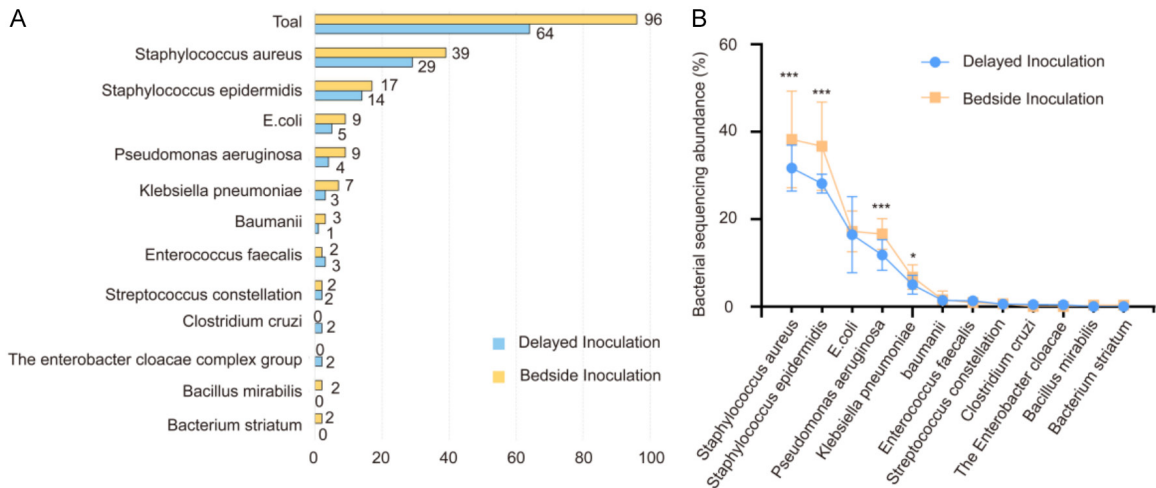 A
Toal
96
64
Staphylococcus aureus
39
29
Staphylococcus epidermidis
17
14
E.coli
9
5
Pseudomonas aeruginosa
9
4
Klebsiella pneumoniae
7
3
Baumanii
3
1
Enterococcus faecalis
2
3
Streptococcus constellation
2
2
Clostridium cruzi
0
2
The enterobacter cloacae complex group
0
2
Bacillus mirabilis
2
0
Bacterium striatum
2
0
Delayed Inoculation
Bedside Inoculation
0 20 40 60 80 100
B
Bacterial sequencing abundance (%)
60
40
20
0
Delayed Inoculation
Bedside Inoculation
***
***
***
*
Staphylococcus aureus
Staphylococcus epidermidis
E.coli
Pseudomonas aeruginosa
Klebsiella pneumoniae
baumanii
Enterococcus faecalis
Streptococcus constellation
Clostridium cruzi
The Enterobacter cloacae
Bacillus mirabilis
Bacterium striatum